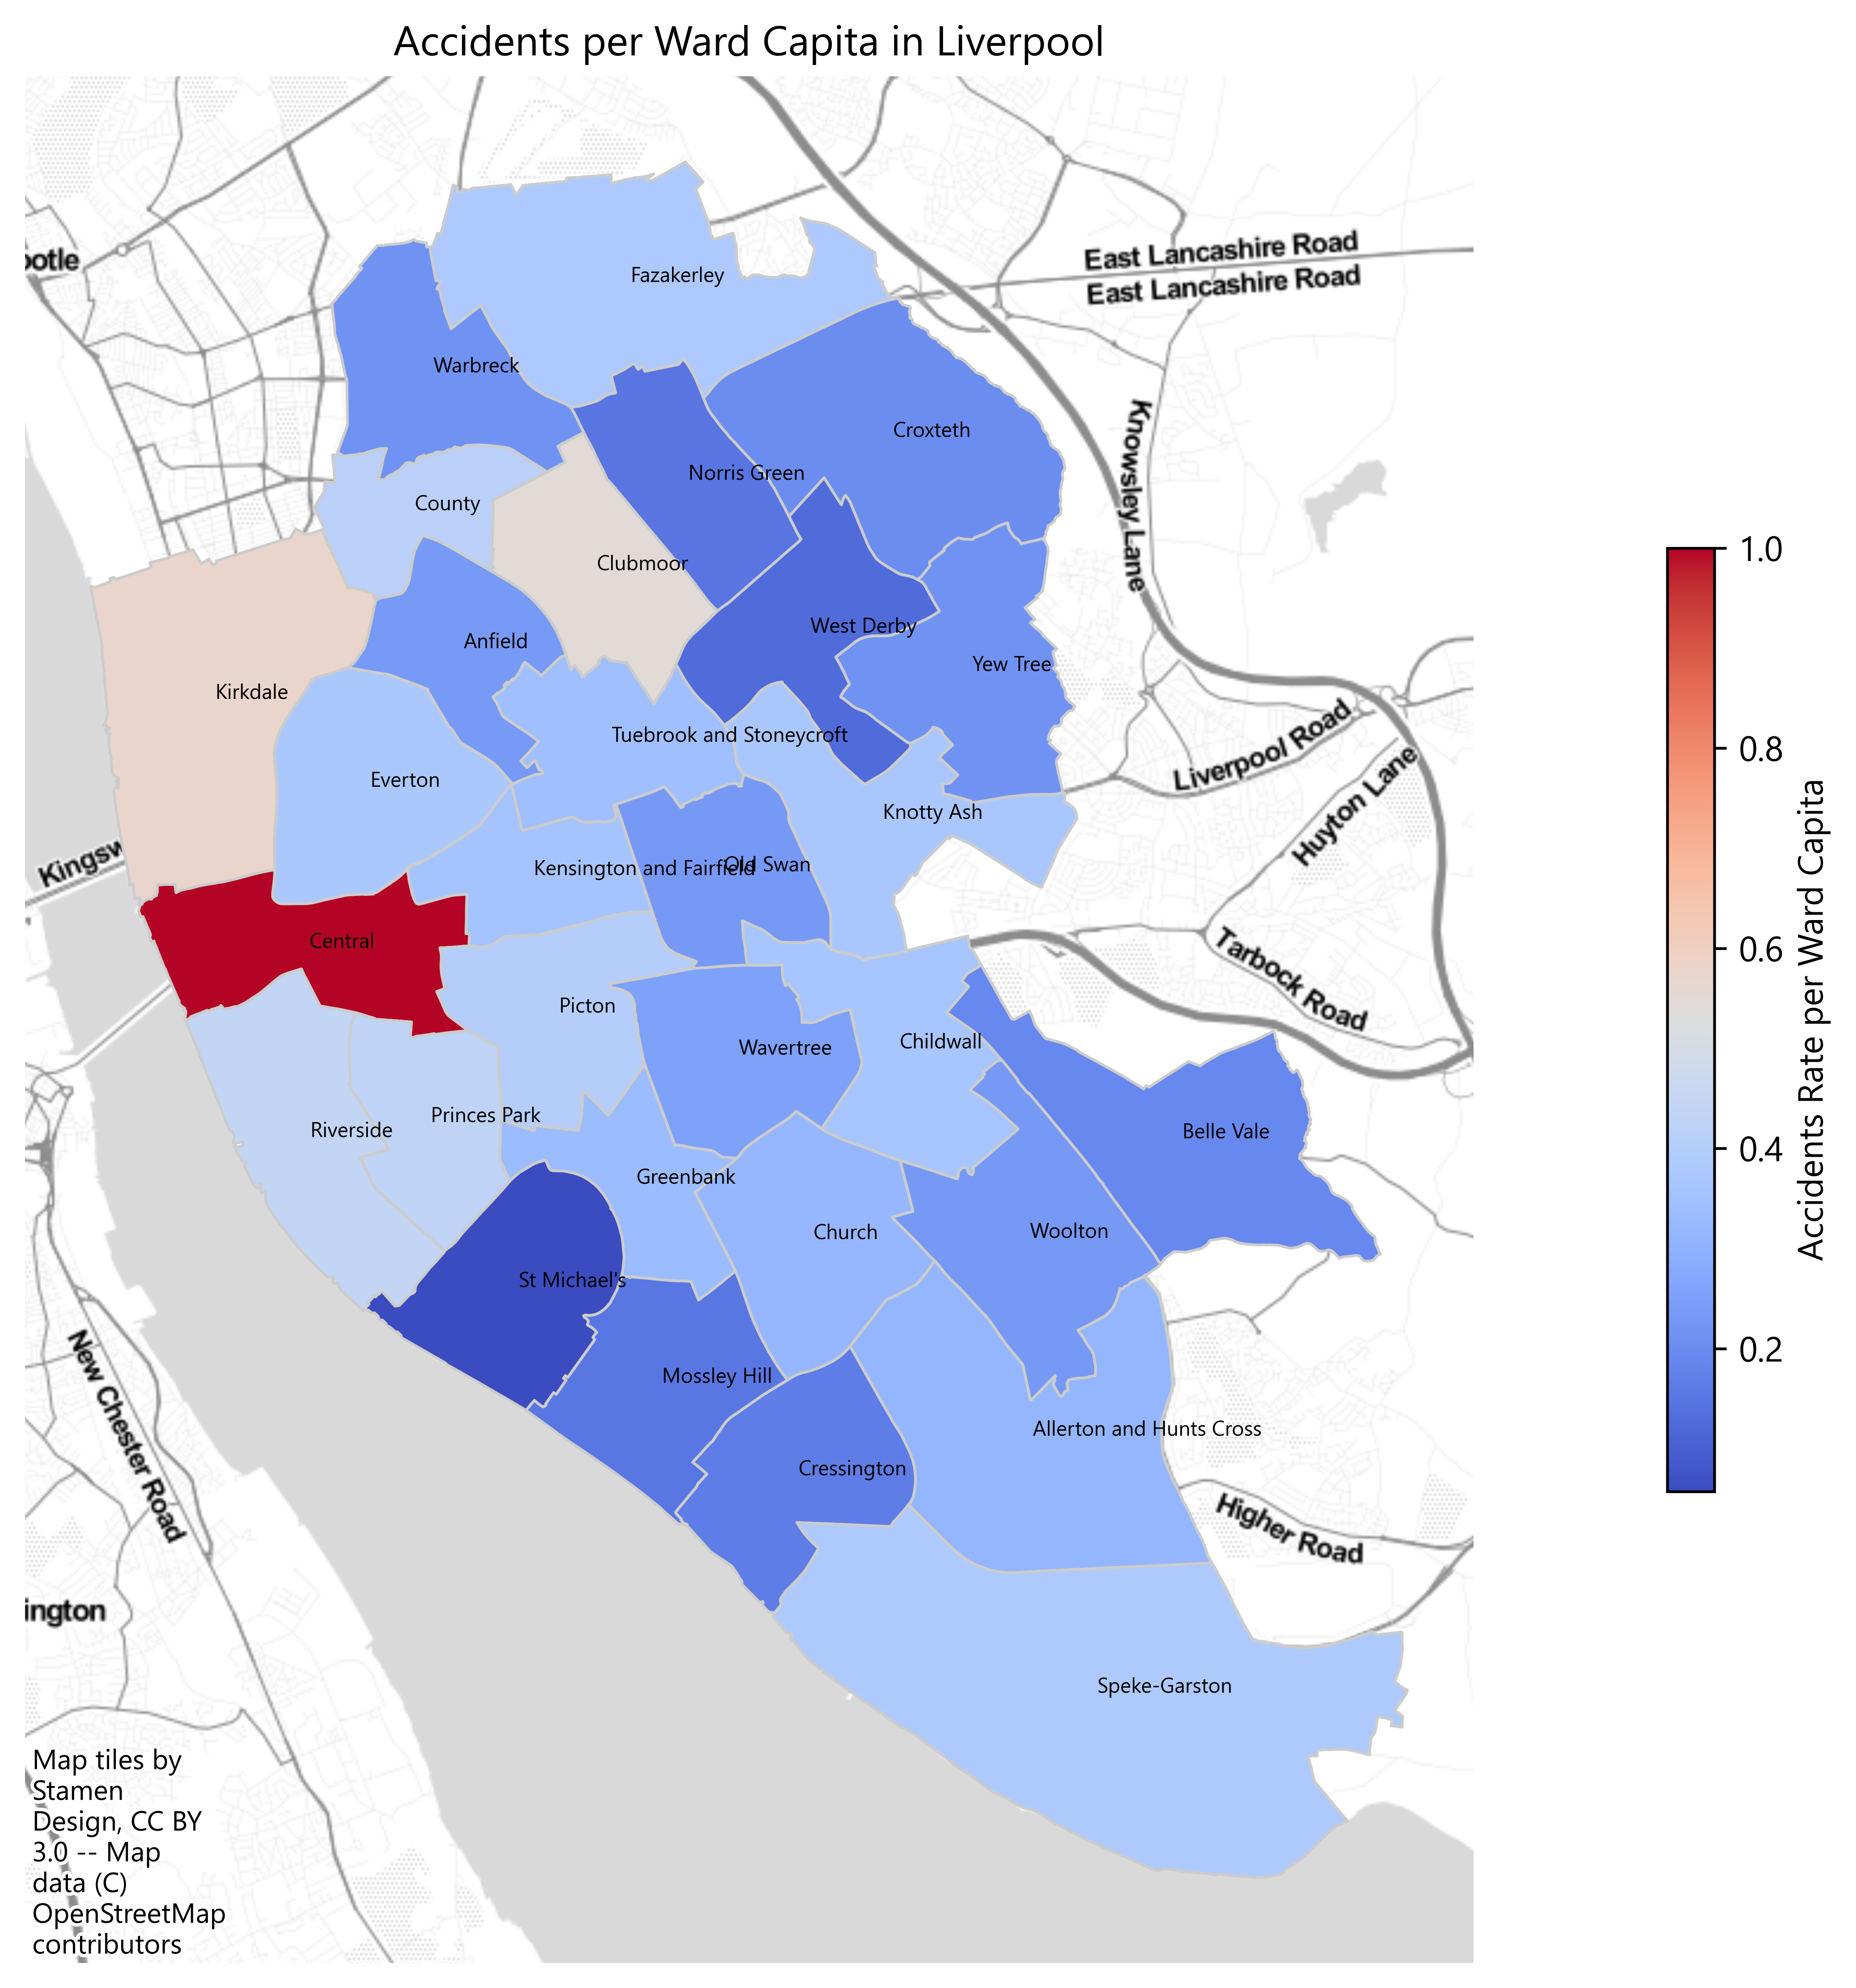 Accidents per Ward Capita in Liverpool
ootle
East Lancashire Road
East Lancashire Road
Fazakerley
Warbreck
Croxteth
Knowsley Lane
Norris Green
County
Clubmoor
West Derby
Anfield
Yew Tree
Kirkdale
Tuebrook and Stoneycroft
Liverpool Road
Everton
Huyton Lane
Knotty Ash
Kingsw
Kensington and Fairfield
Old Swan
Central
Tarbock Road
Picton
Wavertree
Childwall
Princes Park
Riverside
Belle Vale
Greenbank
Church
Woolton
St Michael's
Mossley Hill
New Chester Road
Allerton and Hunts Cross
Cressington
Higher Road
ington
Speke-Garston
Map tiles by
Stamen
Design, CC BY
3.0 -- Map
data (C)
OpenStreetMap
contributors
1.0
0.8
0.6
0.4
0.2
Accidents Rate per Ward Capita